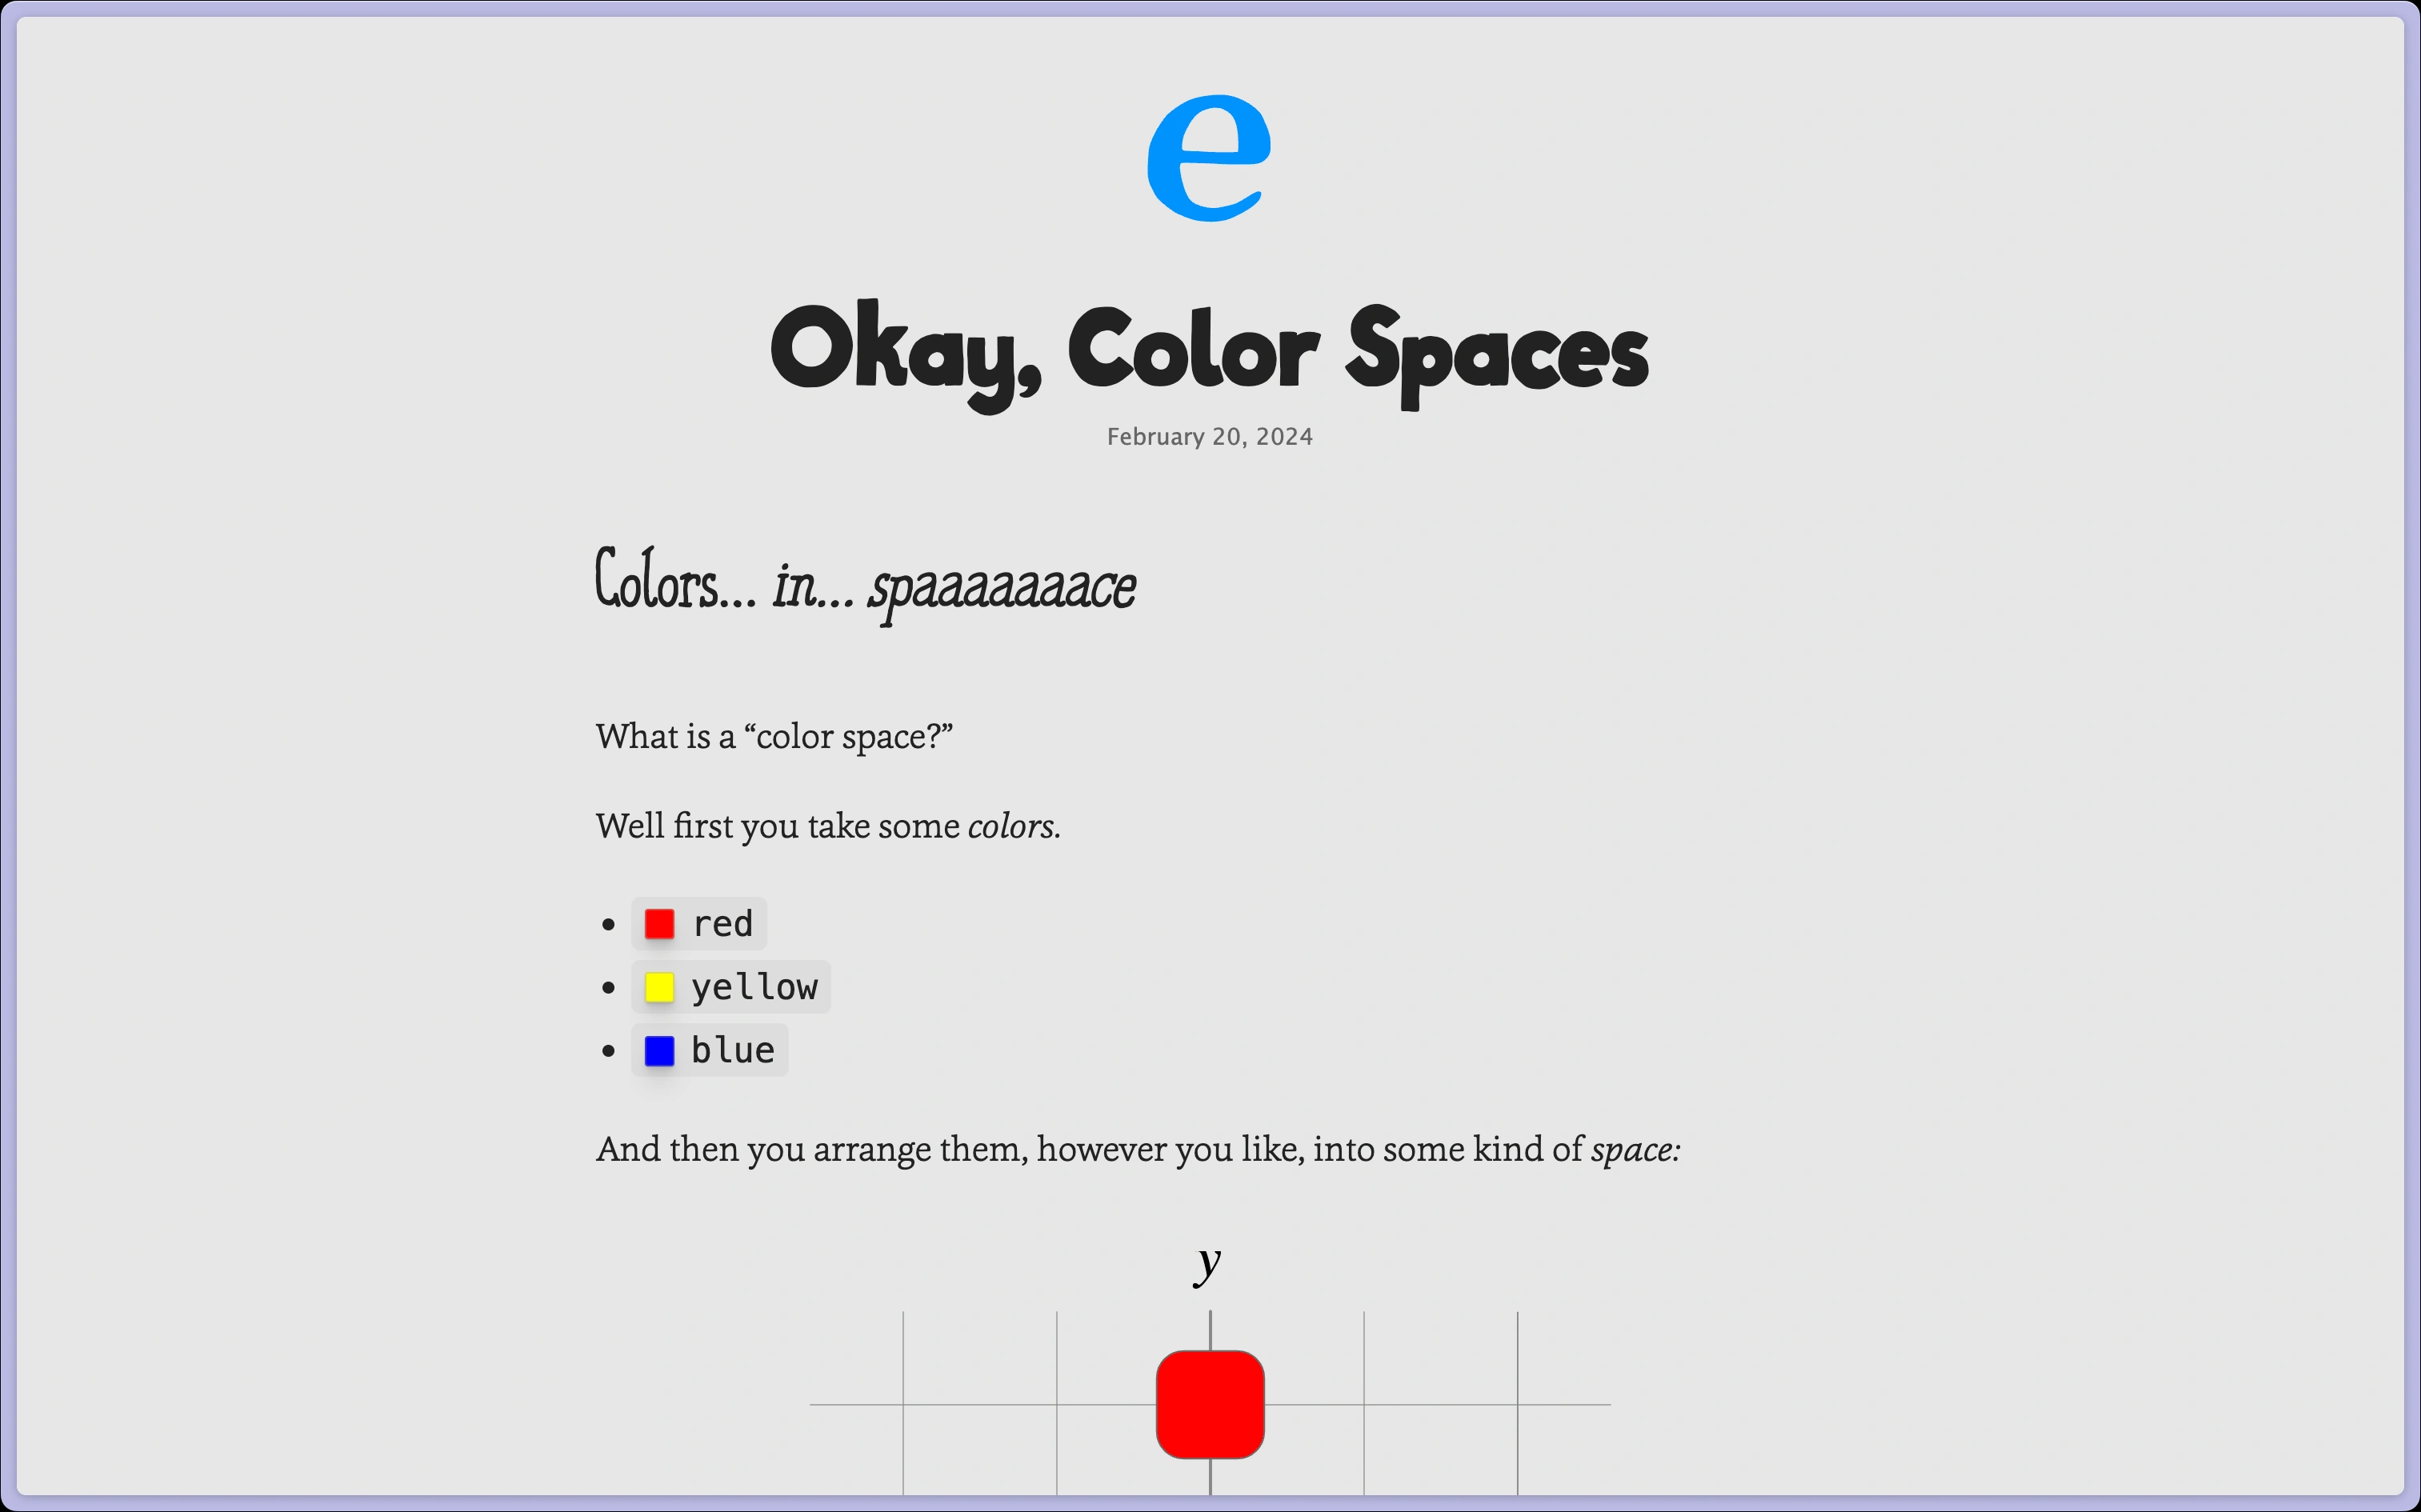 e
Okay, Color Spaces
February 20, 2024
Colors... in... spaaaaaaaace
What is a “color space?”
Well first you take some colors.
• red
• yellow
• blue
And then you arrange them, however you like, into some kind of space:
y